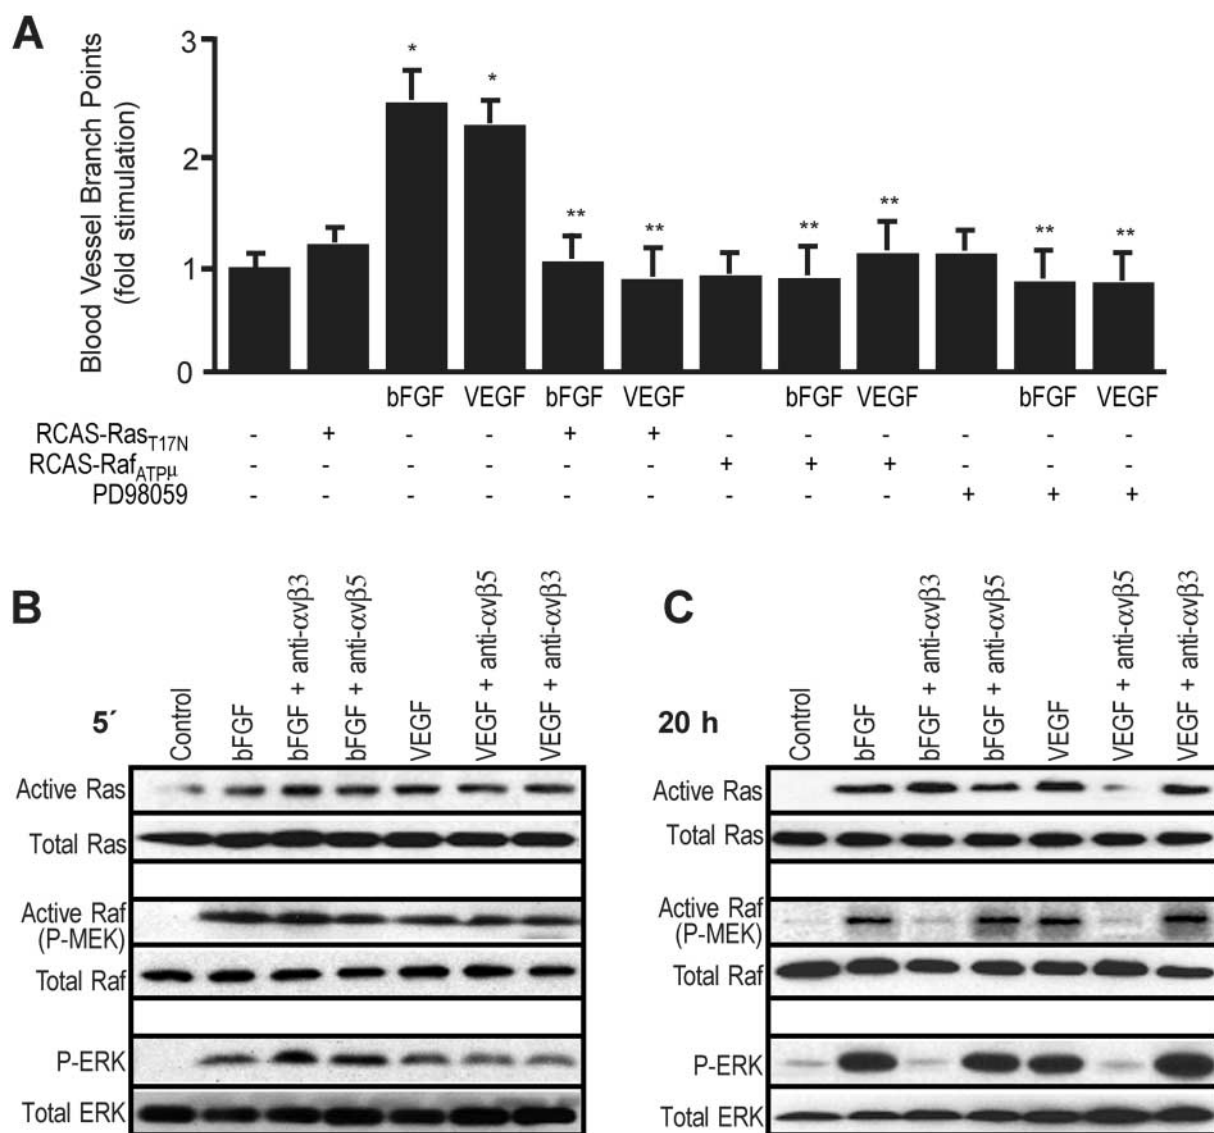 A
Blood Vessel Branch Points
(fold stimulation)
3
2
1
0
* * ** ** ** ** ** **
bFGF VEGF bFGF VEGF bFGF VEGF bFGF VEGF
RCAS-RasT17N - + - - + + - - - - - -
RCAS-RafATPμ - - - - - - + + + - - -
PD98059 - - - - - - - - - + + +
B
5´
Control
bFGF
bFGF + anti-αvβ3
bFGF + anti-αvβ5
VEGF
VEGF + anti-αvβ5
VEGF + anti-αvβ3
Active Ras
Total Ras
Active Raf
(P-MEK)
Total Raf
P-ERK
Total ERK
C
20 h
Control
bFGF
bFGF + anti-αvβ3
bFGF + anti-αvβ5
VEGF
VEGF + anti-αvβ5
VEGF + anti-αvβ3
Active Ras
Total Ras
Active Raf
(P-MEK)
Total Raf
P-ERK
Total ERK